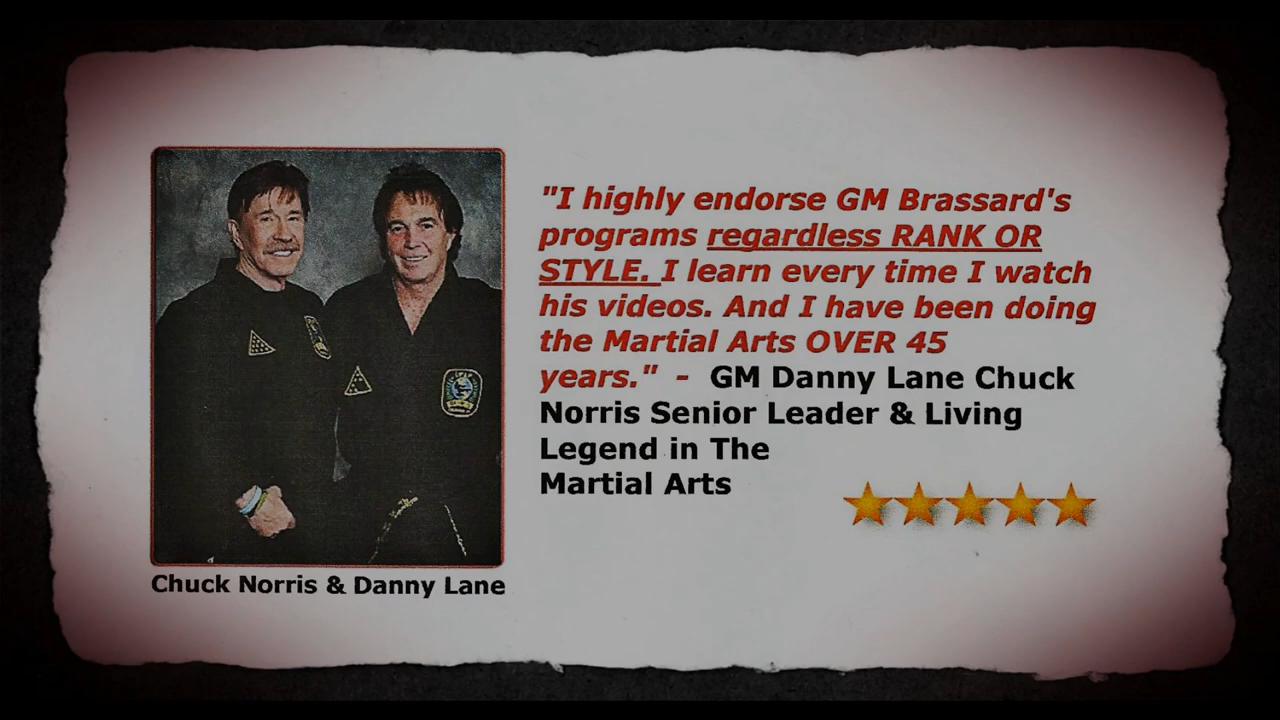 "I highly endorse GM Brassard's
programs regardless RANK OR
STYLE. I learn every time I watch
his videos. And I have been doing
the Martial Arts OVER 45
years." - GM Danny Lane Chuck
Norris Senior Leader & Living
Legend in The
Martial Arts
Chuck Norris & Danny Lane